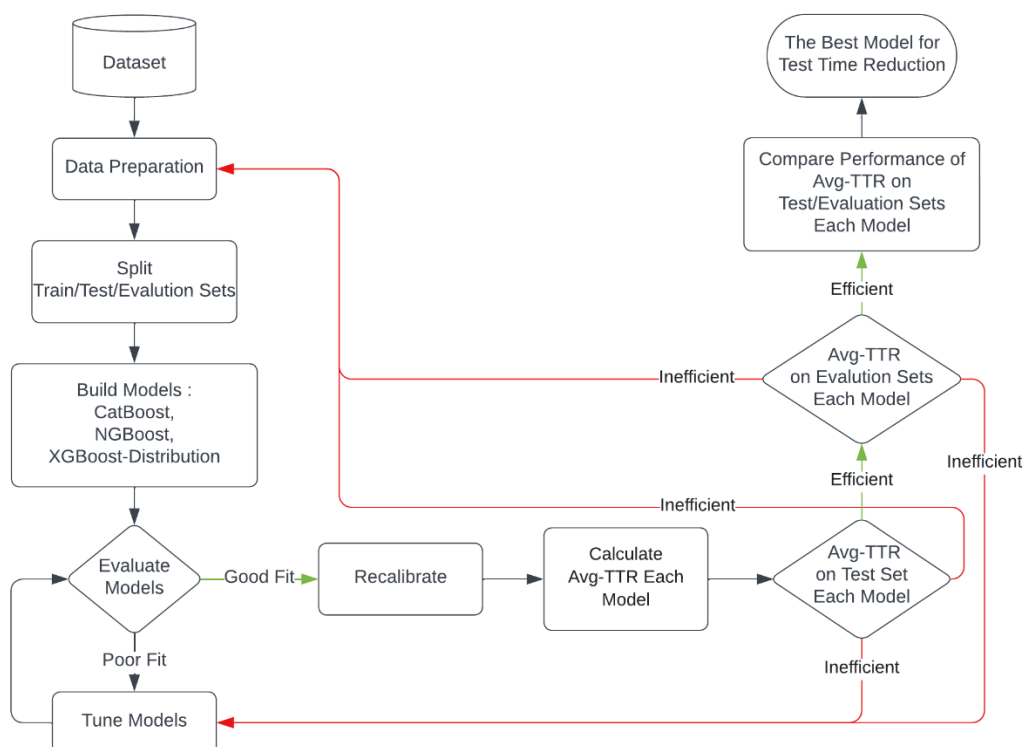 Dataset
Data Preparation
Split
Train/Test/Evalution Sets
Build Models :
CatBoost,
NGBoost,
XGBoost-Distribution
Evaluate
Models
Poor Fit
Tune Models
Good Fit
Recalibrate
Calculate
Avg-TTR Each
Model
Avg-TTR
on Test Set
Each Model
Inefficient
Inefficient
Efficient
Avg-TTR
on Evalution Sets
Each Model
Inefficient
Inefficient
Efficient
Compare Performance of
Avg-TTR on
Test/Evaluation Sets
Each Model
The Best Model for
Test Time Reduction